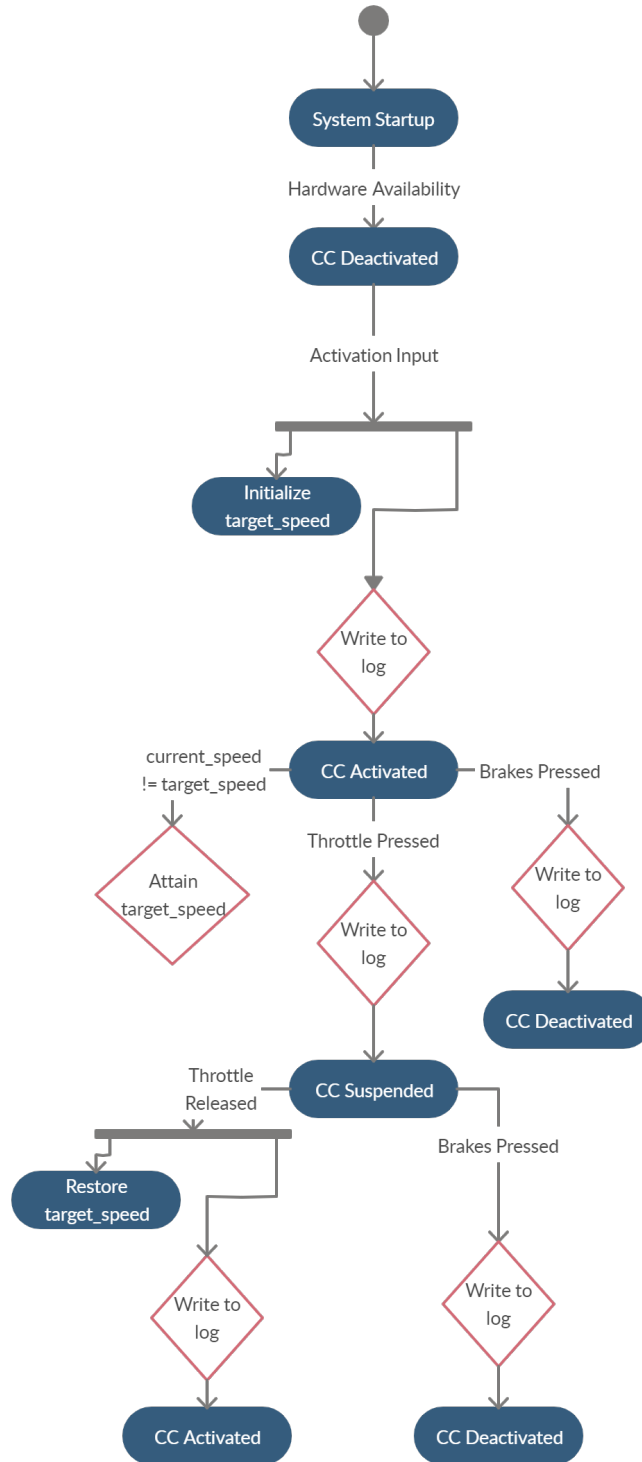 System Startup
Hardware Availability
CC Deactivated
Activation Input
Initialize
target_speed
Write to
log
current_speed
!= target_speed
CC Activated
Brakes Pressed
Throttle Pressed
Attain
target_speed
Write to
log
Write to
log
CC Deactivated
Throttle
Released
CC Suspended
Brakes Pressed
Restore
target_speed
Write to
log
Write to
log
CC Activated
CC Deactivated